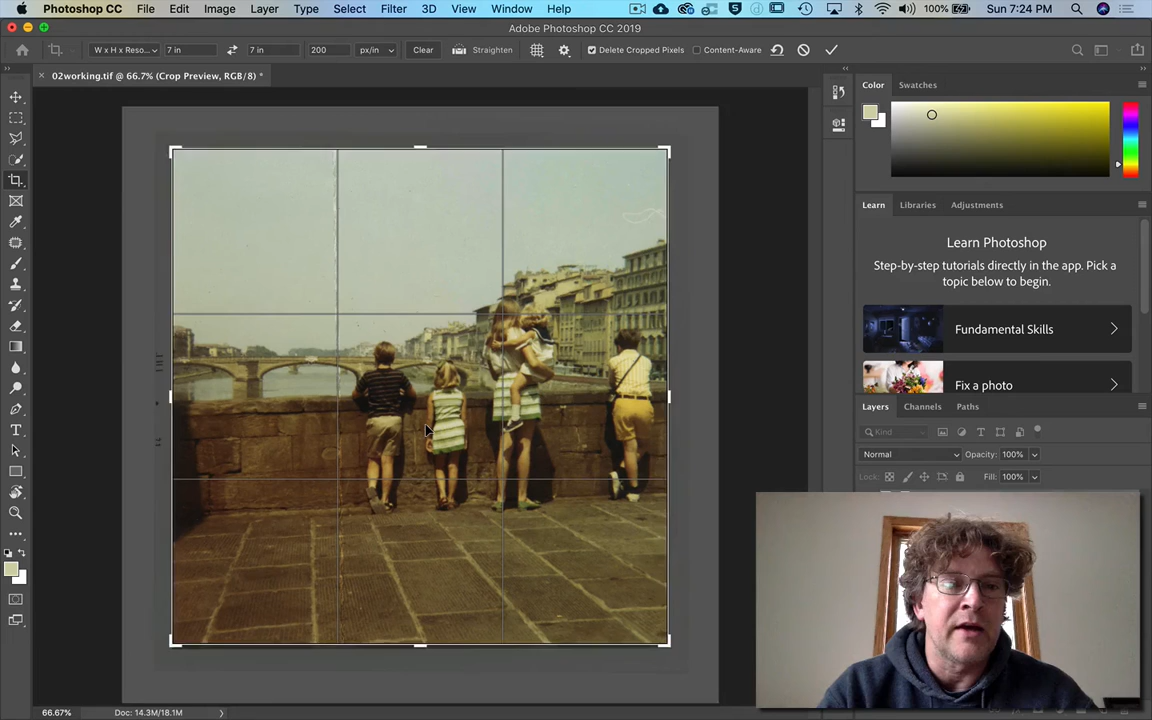 Photoshop CC File Edit Image Layer Type Select Filter 3D View Window Help 100% Sun 7:24 PM
Adobe Photoshop CC 2019
W x H x Reso... 7 in 7 in 200 px/in Clear Straighten Delete Cropped Pixels Content-Aware
× 02working.tif @ 66.7% (Crop Preview, RGB/8) *
Color Swatches
Learn Libraries Adjustments
Learn Photoshop
Step-by-step tutorials directly in the app. Pick a
topic below to begin.
Fundamental Skills
Fix a photo
Layers Channels Paths
Kind
Normal Opacity: 100%
Lock: Fill: 100%
66.67% Doc: 14.3M/18.1M